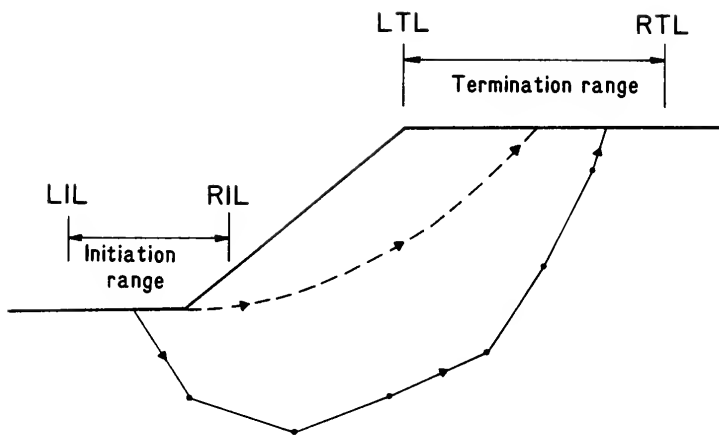 LTL RTL
Termination range
LIL RIL
Initiation
range